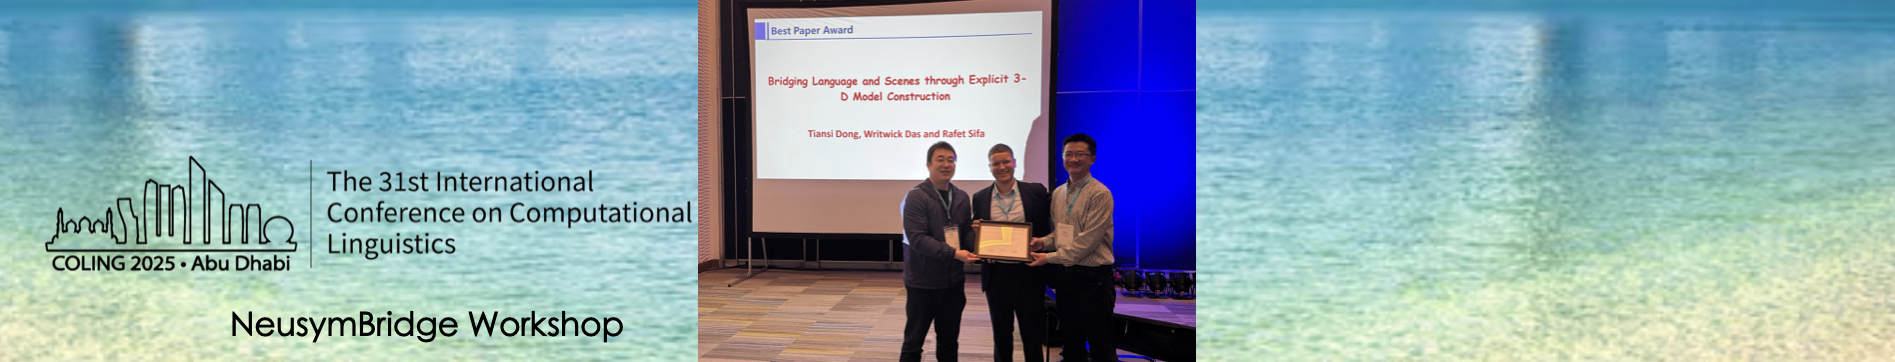 The 31st International
Conference on Computational
Linguistics
COLING 2025 • Abu Dhabi
NeusymBridge Workshop
Best Paper Award
Bridging Language and Scenes through Explicit 3-
D Model Construction
Tiansi Dong, Writwick Das and Rafet Sifa